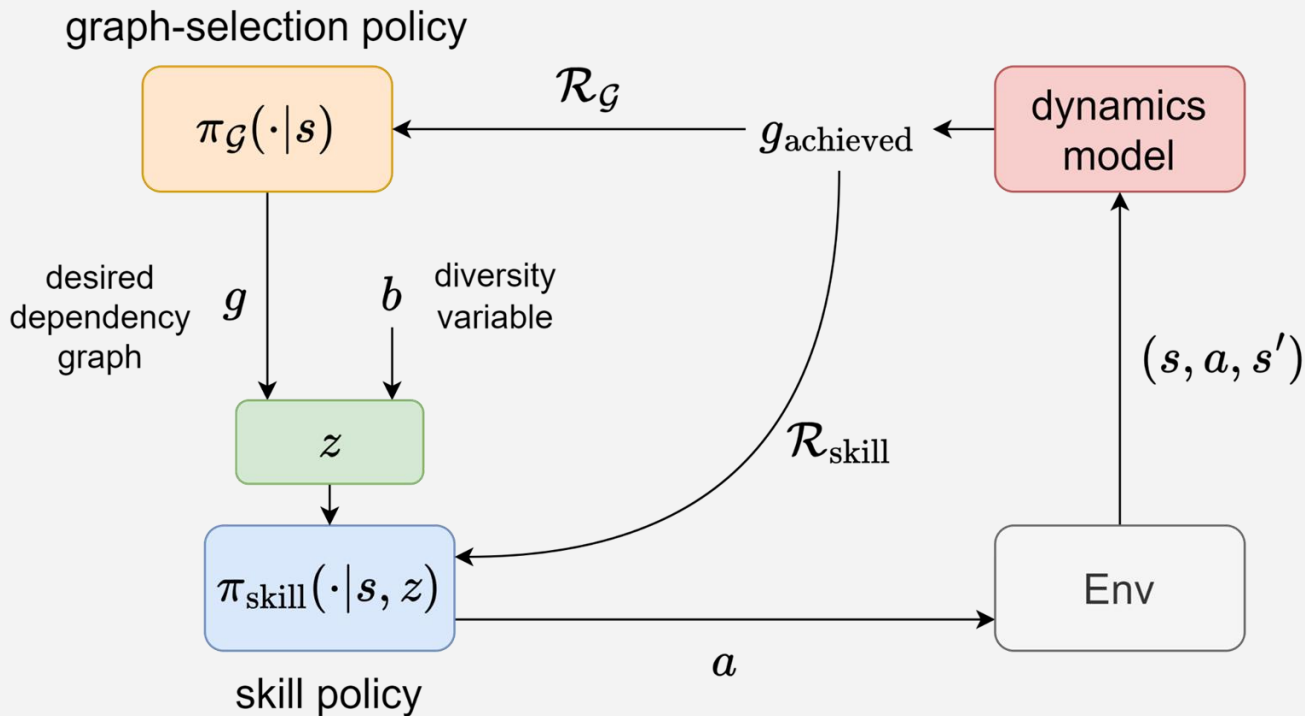 graph-selection policy
π_𝒢(·|s)
ℛ_𝒢
g_achieved
dynamics
model
desired
dependency
graph
g
b
diversity
variable
(s, a, s′)
z
ℛ_skill
π_skill(·|s, z)
Env
a
skill policy